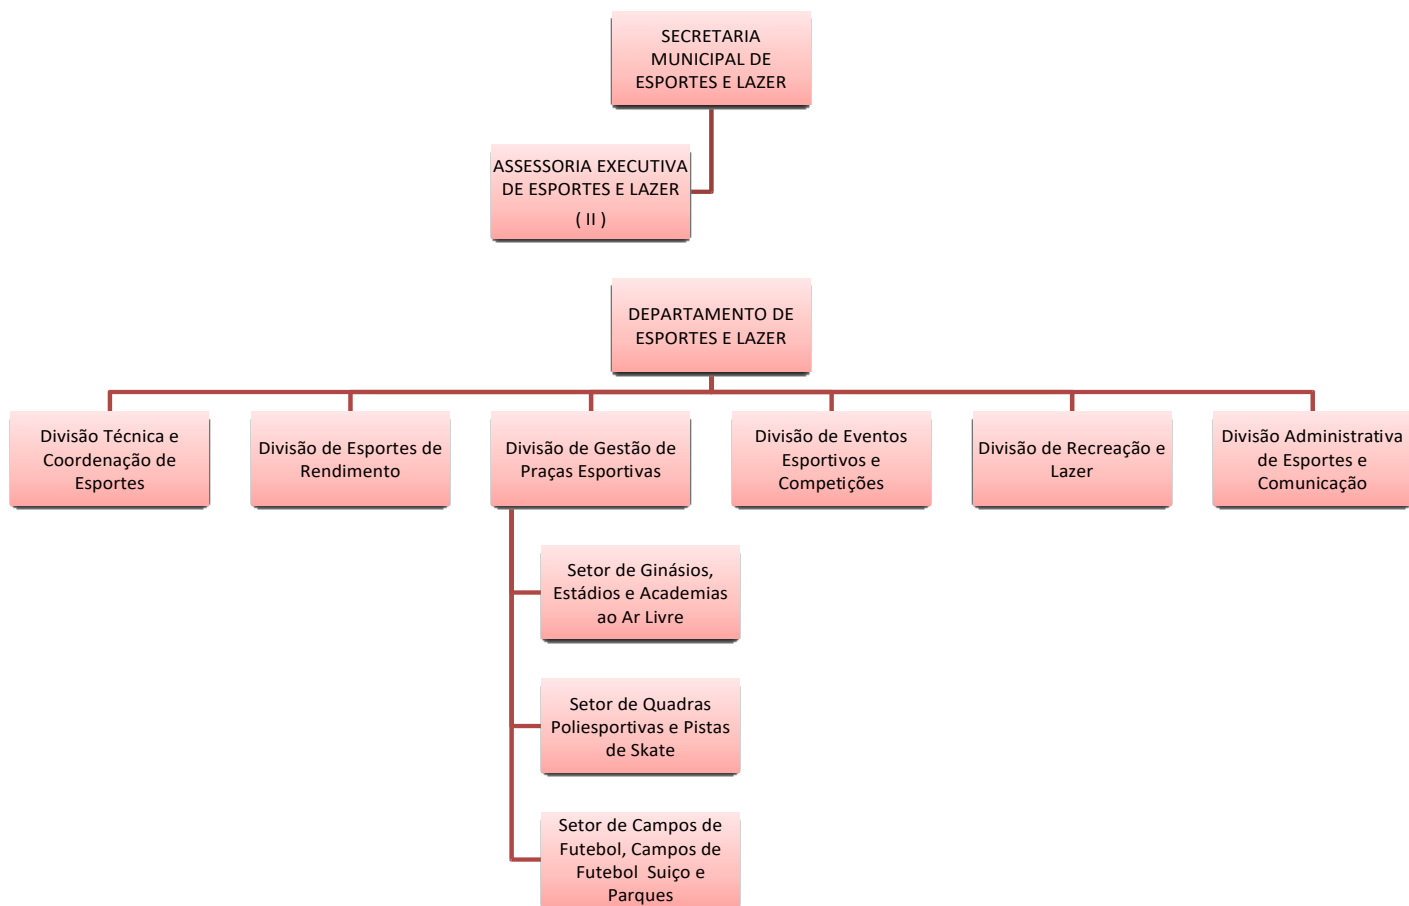 SECRETARIA
MUNICIPAL DE
ESPORTES E LAZER
ASSESSORIA EXECUTIVA
DE ESPORTES E LAZER
( II )
DEPARTAMENTO DE
ESPORTES E LAZER
Divisão Técnica e
Coordenação de
Esportes
Divisão de Esportes de
Rendimento
Divisão de Gestão de
Praças Esportivas
Divisão de Eventos
Esportivos e
Competições
Divisão de Recreação e
Lazer
Divisão Administrativa
de Esportes e
Comunicação
Setor de Ginásios,
Estádios e Academias
ao Ar Livre
Setor de Quadras
Poliesportivas e Pistas
de Skate
Setor de Campos de
Futebol, Campos de
Futebol Suiço e
Parques